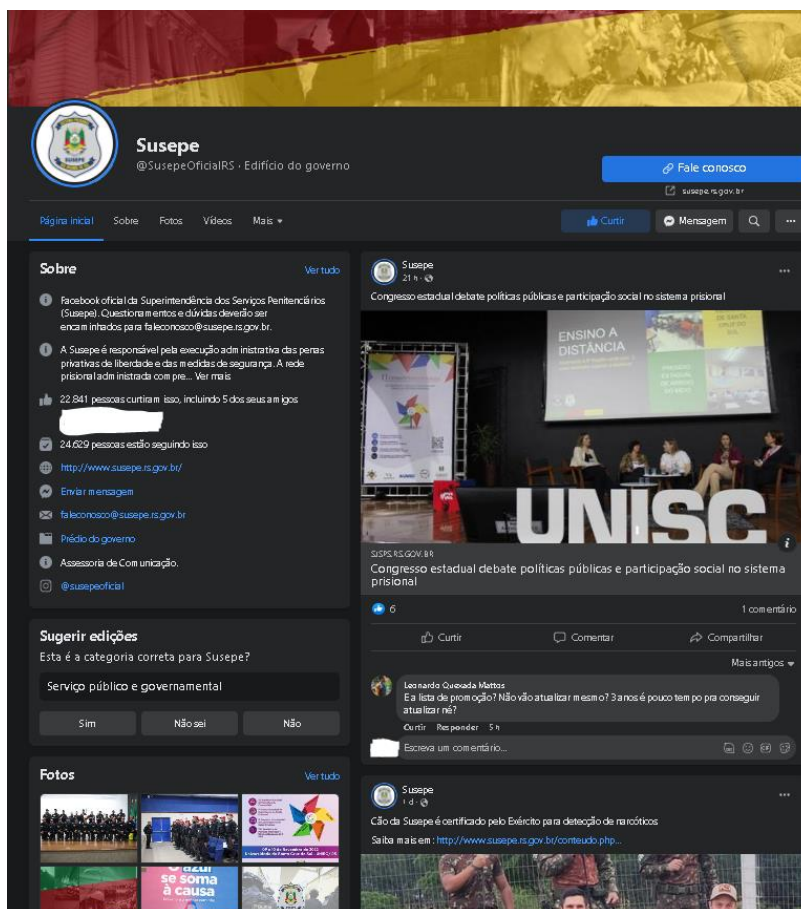 Susepe
@SusepeOficialRS · Edifício do governo
Fale conosco
susepe.rs.gov.br
Página inicial Sobre Fotos Vídeos Mais
Curtir Mensagem
Sobre Ver tudo
Facebook oficial da Superintendência dos Serviços Penitenciários
(Susepe). Questionamentos e dúvidas deverão ser
encaminhados para faleconosco@susepe.rs.gov.br.
A Susepe é responsável pela execução administrativa das penas
privativas de liberdade e das medidas de segurança. A rede
prisional administrada com pre... Ver mais
22.841 pessoas curtiram isso, incluindo 5 dos seus amigos
24.629 pessoas estão seguindo isso
http://www.susepe.rs.gov.br/
Enviar mensagem
faleconosco@susepe.rs.gov.br
Prédio do governo
Assessoria de Comunicação.
@susepeoficial
Sugerir edições
Esta é a categoria correta para Susepe?
Serviço público e governamental
Sim Não sei Não
Fotos Ver tudo
O azul
se soma
à causa
Susepe
21 h
Congresso estadual debate políticas públicas e participação social no sistema prisional
ENSINO A
DISTÂNCIA
DE SANTA
CRUZ DO
SUL
UNISC
SUSEPE.RS.GOV.BR
Congresso estadual debate políticas públicas e participação social no sistema
prisional
6 1 comentário
Curtir Comentar Compartilhar
Mais antigos
Leonardo Quexada Mattos
E a lista de promoção? Não vão atualizar mesmo? 3 anos é pouco tempo pra conseguir
atualizar né?
Curtir Responder 5 h
Escreva um comentário...
Susepe
1 d
Cão da Susepe é certificado pelo Exército para detecção de narcóticos
Saiba mais em: http://www.susepe.rs.gov.br/conteudo.php...